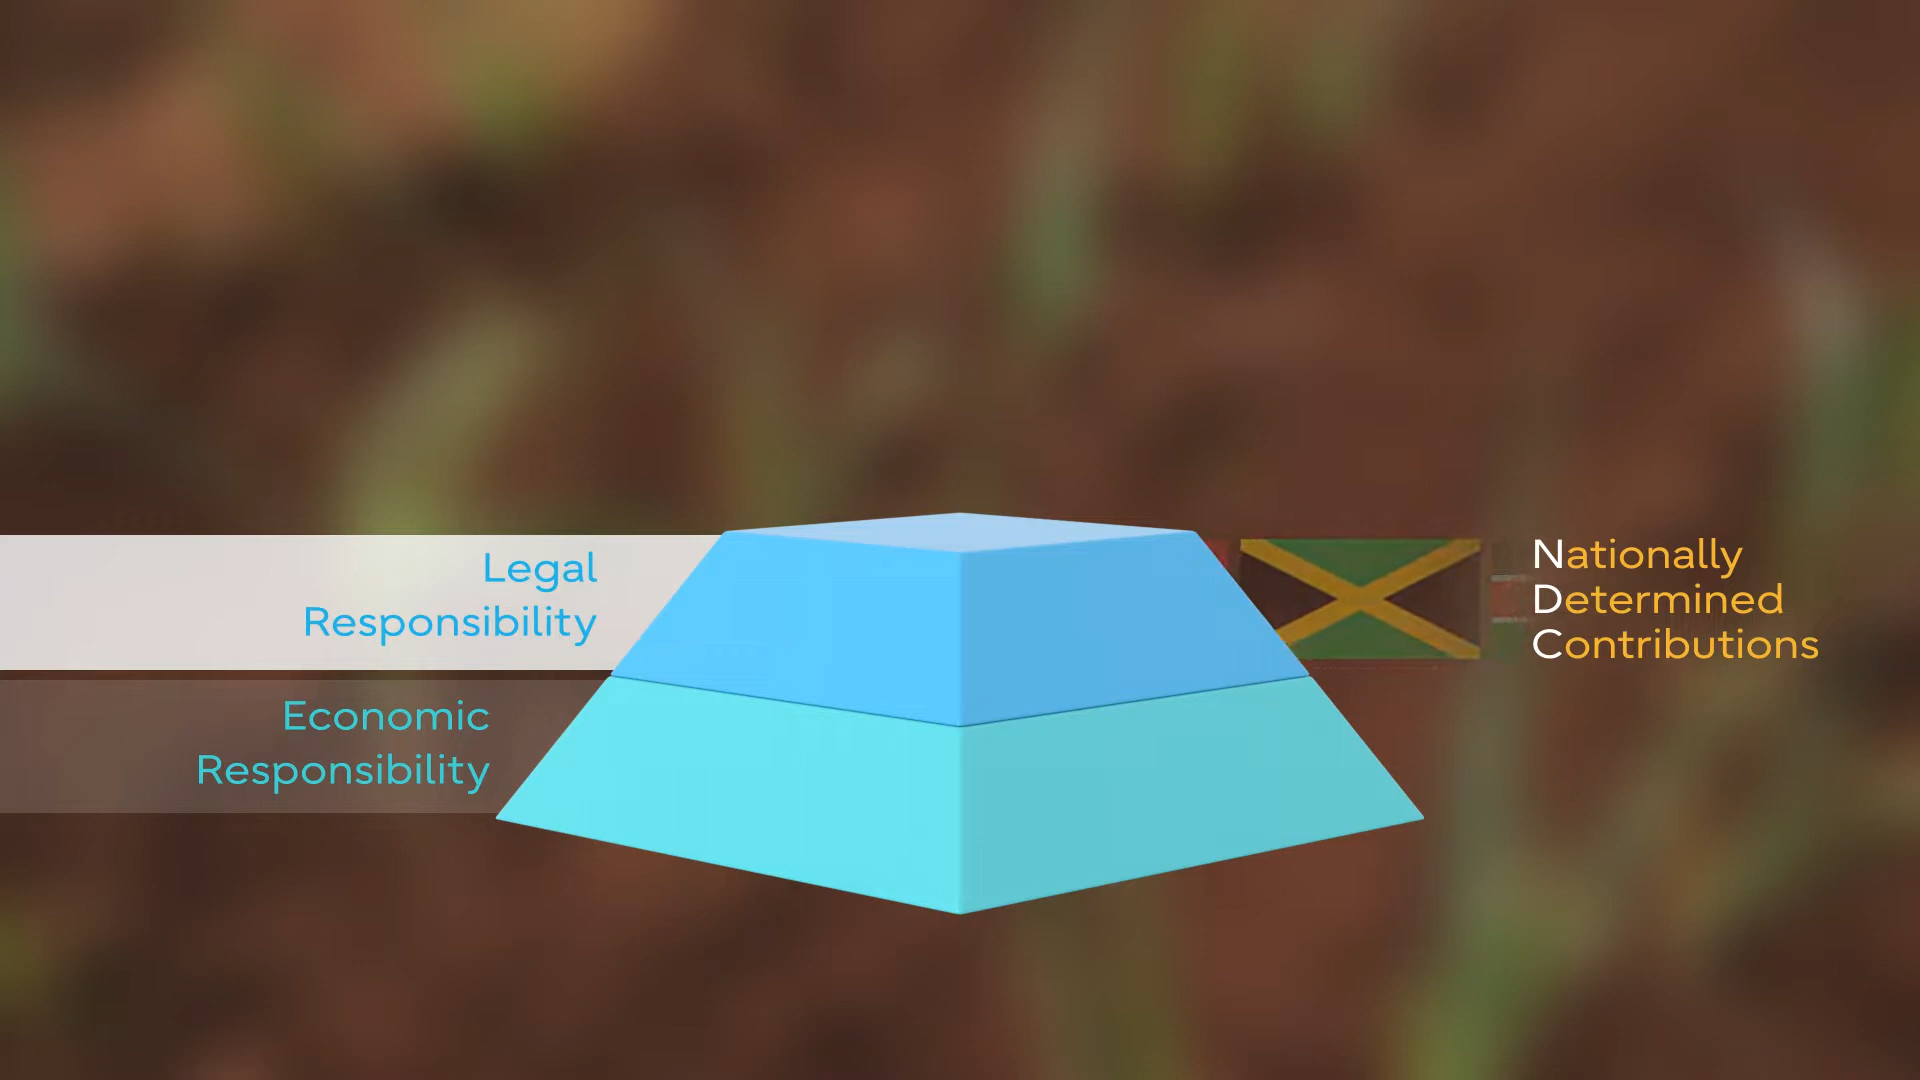 Legal
Responsibility
Economic
Responsibility
Nationally
Determined
Contributions